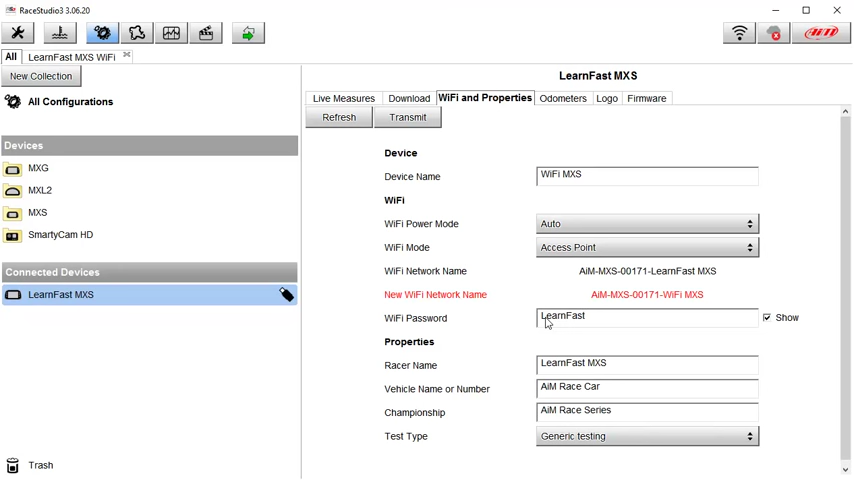 RaceStudio3 3.06.20
All
LearnFast MXS WiFi
New Collection
All Configurations
Devices
MXG
MXL2
MXS
SmartyCam HD
Connected Devices
LearnFast MXS
Trash
AiM
LearnFast MXS
Live Measures
Download
WiFi and Properties
Odometers
Logo
Firmware
Refresh
Transmit
Device
Device Name
WiFi MXS
WiFi
WiFi Power Mode
Auto
WiFi Mode
Access Point
WiFi Network Name
AiM-MXS-00171-LearnFast MXS
New WiFi Network Name
AiM-MXS-00171-WiFi MXS
WiFi Password
LearnFast
Show
Properties
Racer Name
LearnFast MXS
Vehicle Name or Number
AiM Race Car
Championship
AiM Race Series
Test Type
Generic testing